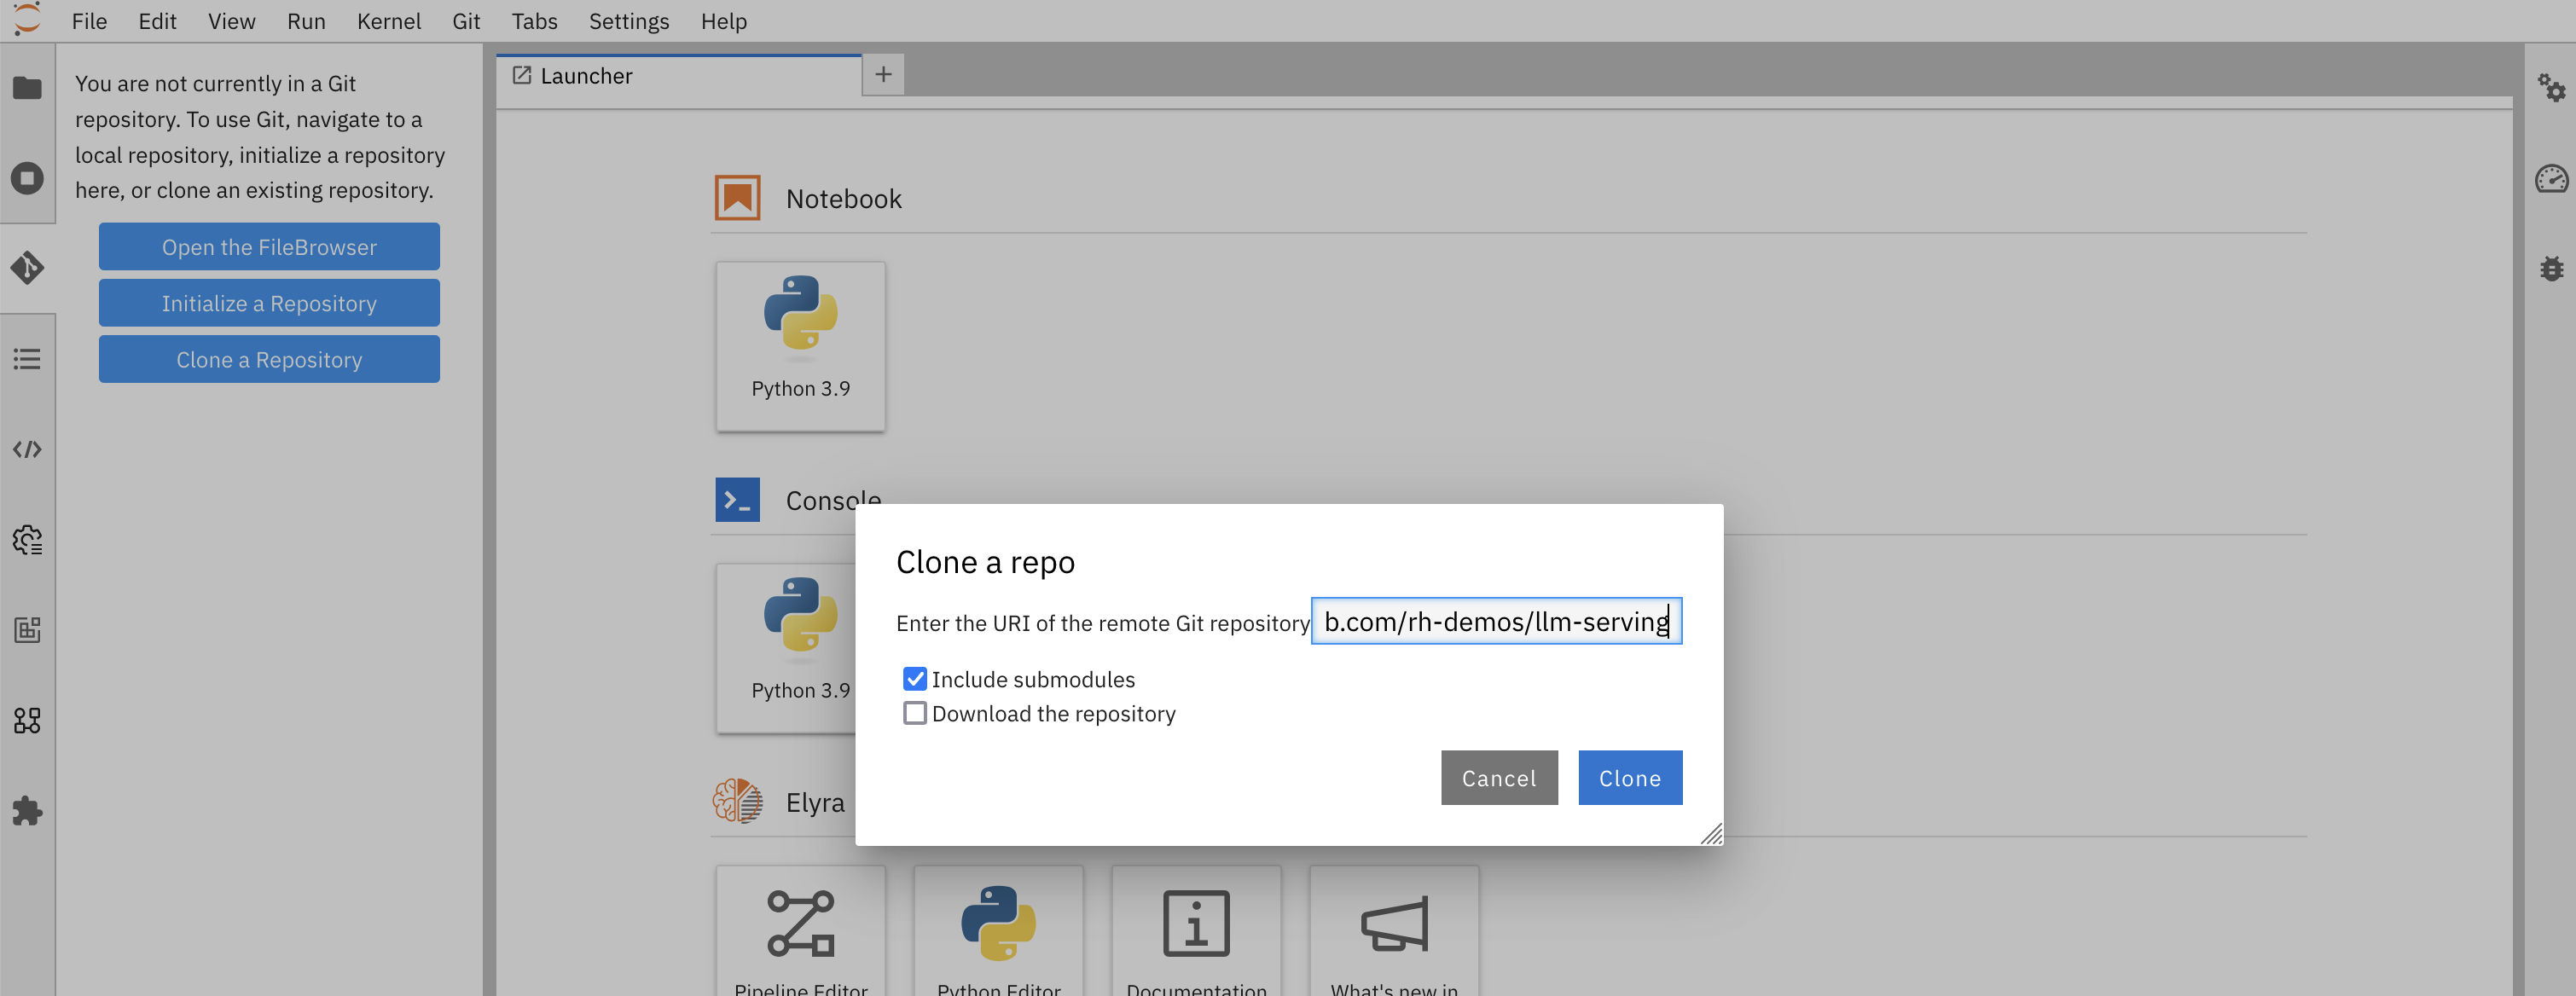 File Edit View Run Kernel Git Tabs Settings Help
You are not currently in a Git
repository. To use Git, navigate to a
local repository, initialize a repository
here, or clone an existing repository.
Open the FileBrowser
Initialize a Repository
Clone a Repository
Launcher
Notebook
Python 3.9
Console
Python 3.9
Clone a repo
Enter the URI of the remote Git repository b.com/rh-demos/llm-serving
Include submodules
Download the repository
Cancel Clone
Elyra
Pipeline Editor Python Editor Documentation What's new in